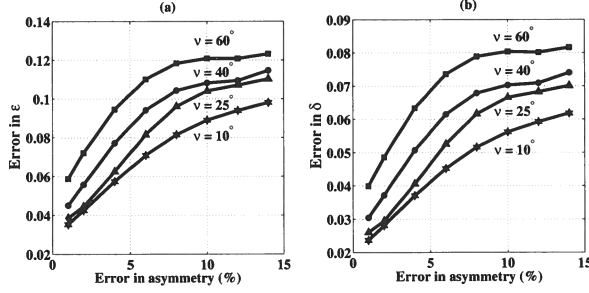 (a)
0.14
0.12
0.1
0.08
0.06
0.04
0.02
0
5
10
15
Error in ε
Error in asymmetry (%)
ν = 60°
ν = 40°
ν = 25°
ν = 10°
(b)
0.09
0.08
0.07
0.06
0.05
0.04
0.03
0.02
0
5
10
15
Error in δ
Error in asymmetry (%)
ν = 60°
ν = 40°
ν = 25°
ν = 10°